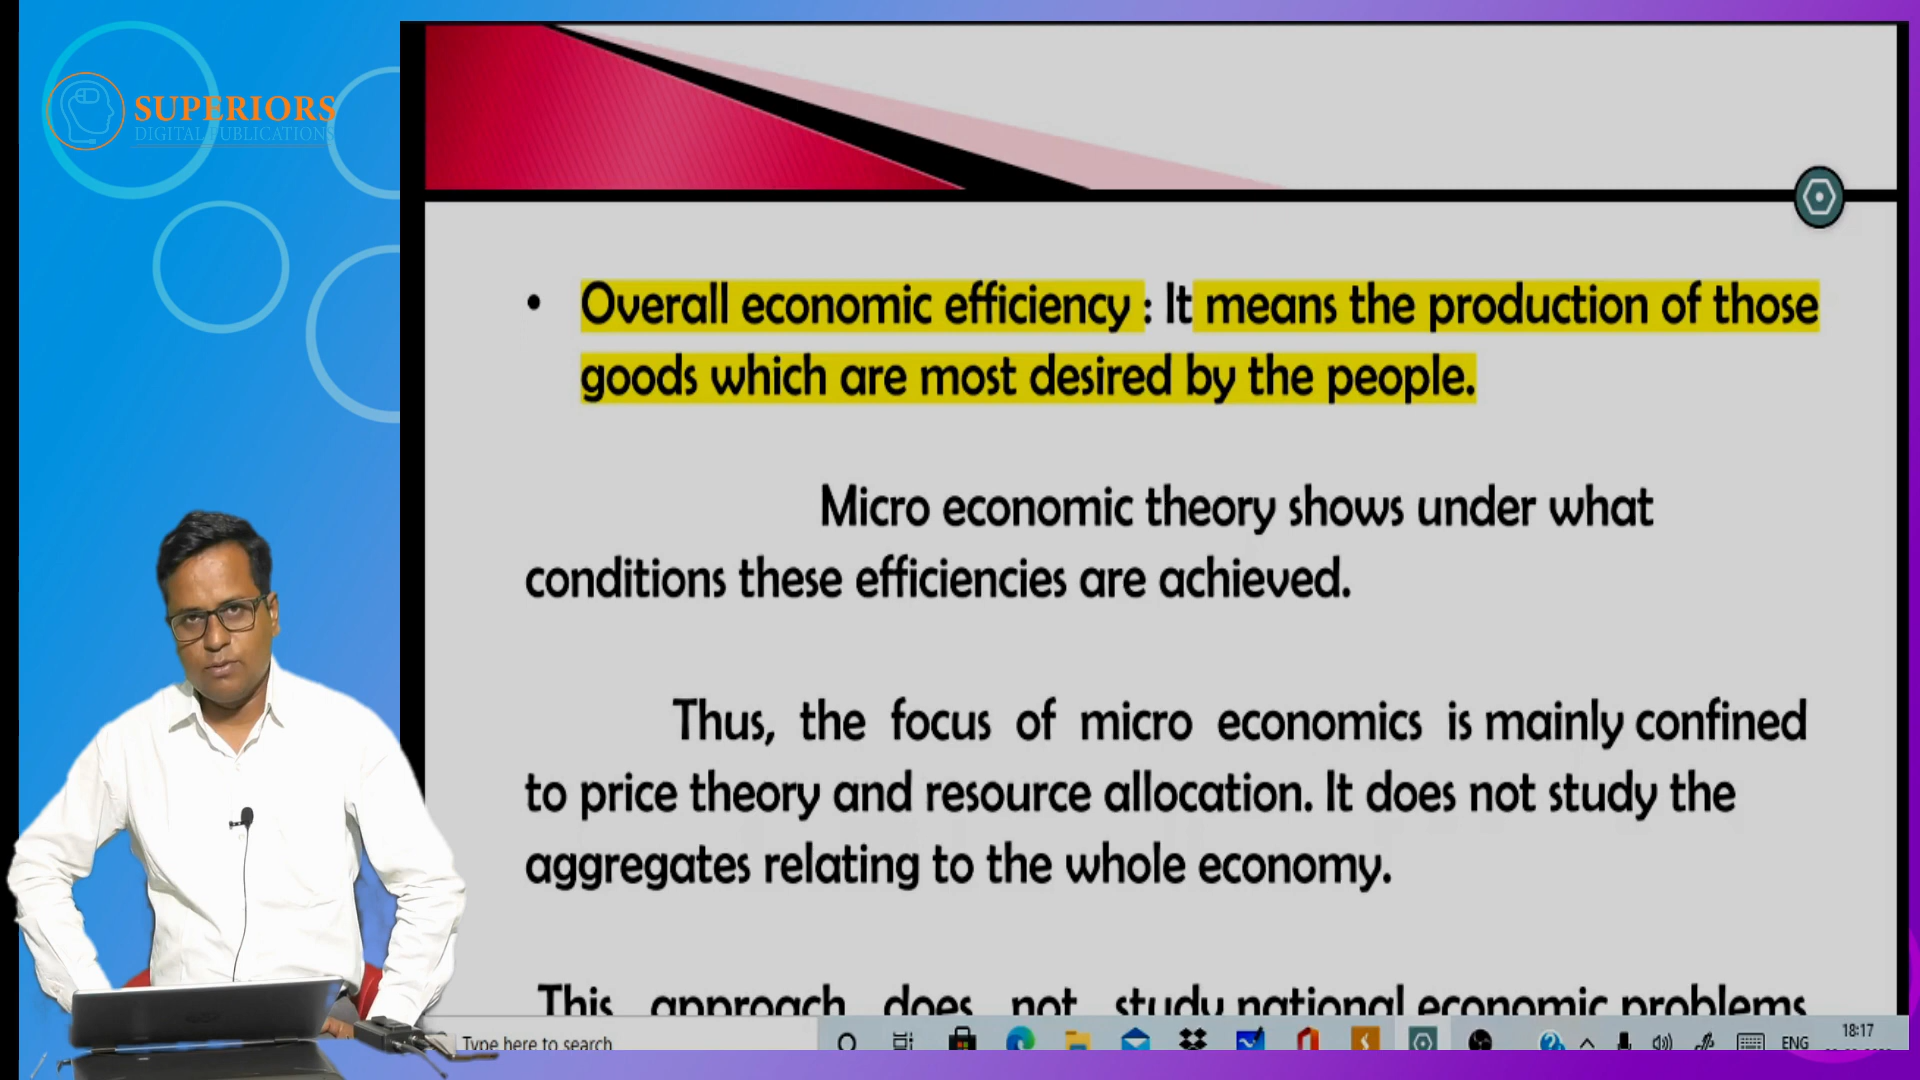 SUPERIORS
DIGITAL PUBLICATIONS
• Overall economic efficiency : It means the production of those
goods which are most desired by the people.
Micro economic theory shows under what
conditions these efficiencies are achieved.
Thus, the focus of micro economics is mainly confined
to price theory and resource allocation. It does not study the
aggregates relating to the whole economy.
This approach does not study national economic problems
Type here to search
ENG
18:17